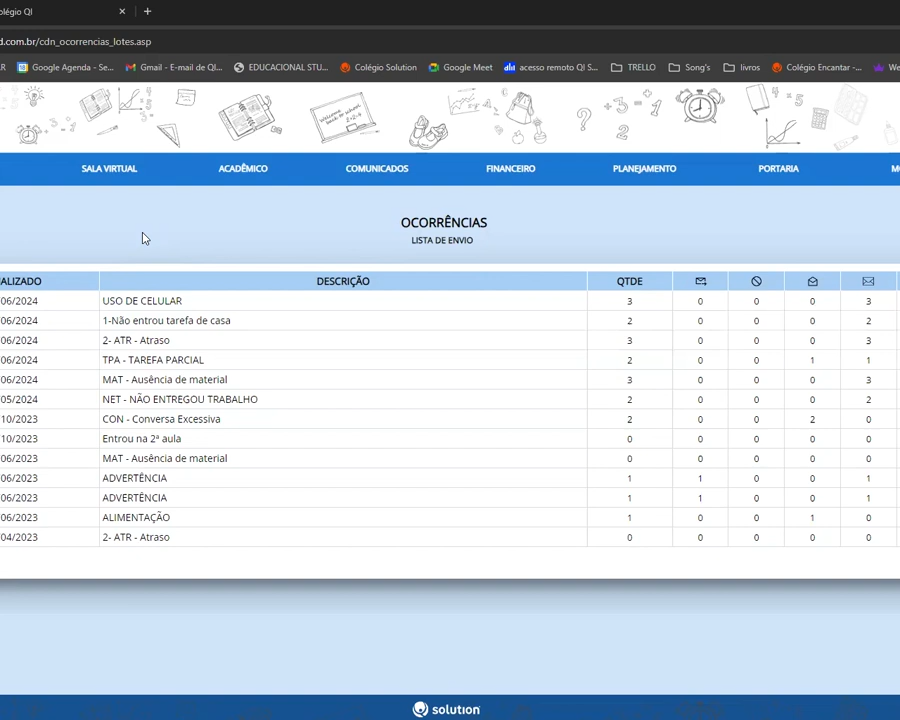 olégio QI
d.com.br/cdn_ocorrencias_lotes.asp
R Google Agenda - Se... Gmail - E-mail de QI... EDUCACIONAL STU... Colégio Solution Google Meet acesso remoto QI S... TRELLO Song's livros Colégio Encantar -... We
SALA VIRTUAL ACADÊMICO COMUNICADOS FINANCEIRO PLANEJAMENTO PORTARIA M
OCORRÊNCIAS
LISTA DE ENVIO
ALIZADO DESCRIÇÃO QTDE
06/2024 USO DE CELULAR 3 0 0 0 3
06/2024 1-Não entrou tarefa de casa 2 0 0 0 2
06/2024 2- ATR - Atraso 3 0 0 0 3
06/2024 TPA - TAREFA PARCIAL 2 0 0 1 1
06/2024 MAT - Ausência de material 3 0 0 0 3
05/2024 NET - NÃO ENTREGOU TRABALHO 2 0 0 0 2
10/2023 CON - Conversa Excessiva 2 0 0 2 0
10/2023 Entrou na 2ª aula 0 0 0 0 0
06/2023 MAT - Ausência de material 0 0 0 0 0
06/2023 ADVERTÊNCIA 1 1 0 0 1
06/2023 ADVERTÊNCIA 1 1 0 0 1
06/2023 ALIMENTAÇÃO 1 0 0 1 0
04/2023 2- ATR - Atraso 0 0 0 0 0
solution